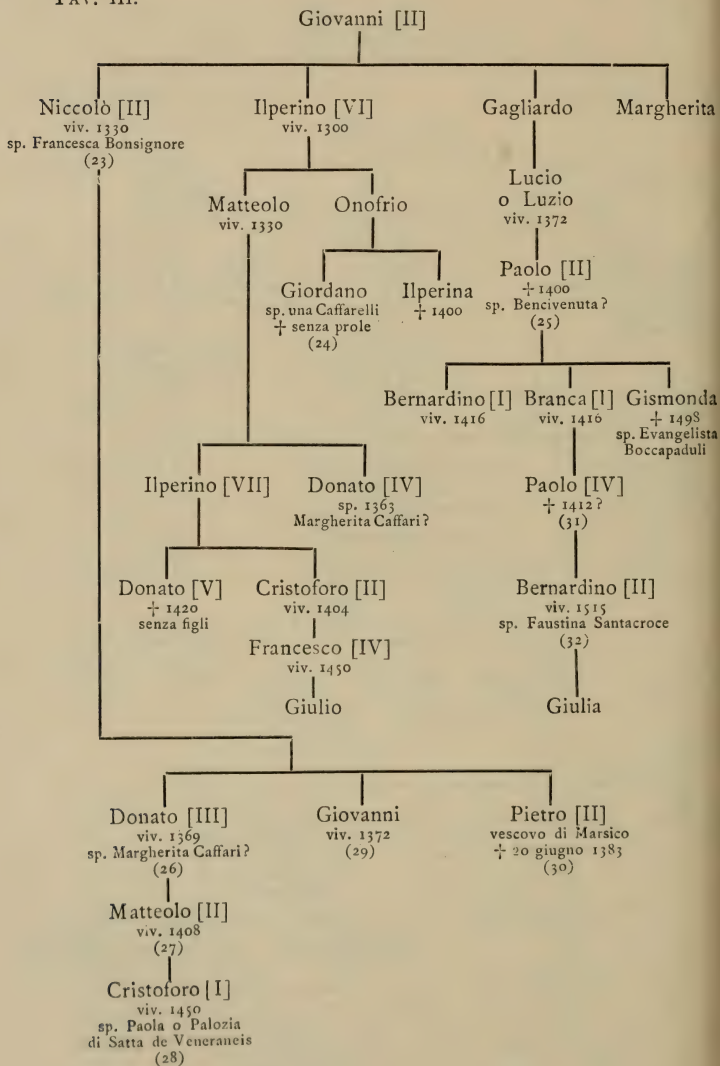 TAV. III.
Giovanni [II]
Niccolò [II]
viv. 1330
sp. Francesca Bonsignore
(23)
Ilperino [VI]
viv. 1300
Gagliardo
Margherita
Matteolo
viv. 1330
Onofrio
Lucio
o Luzio
viv. 1372
Giordano
sp. una Caffarelli
† senza prole
(24)
Ilperina
† 1400
Paolo [II]
† 1400
sp. Bencivenuta?
(25)
Bernardino [I]
viv. 1416
Branca [I]
viv. 1416
Gismonda
† 1498
sp. Evangelista
Boccapaduli
Ilperino [VII]
Donato [IV]
sp. 1363
Margherita Caffari?
Paolo [IV]
† 1412?
(31)
Donato [V]
† 1420
senza figli
Cristoforo [II]
viv. 1404
Bernardino [II]
viv. 1515
sp. Faustina Santacroce
(32)
Francesco [IV]
viv. 1450
Giulio
Giulia
Donato [III]
viv. 1369
sp. Margherita Caffari?
(26)
Giovanni
viv. 1372
(29)
Pietro [II]
vescovo di Marsico
† 20 giugno 1383
(30)
Matteolo [II]
viv. 1408
(27)
Cristoforo [I]
viv. 1450
sp. Paola o Palozia
di Satta de Veneraneis
(28)